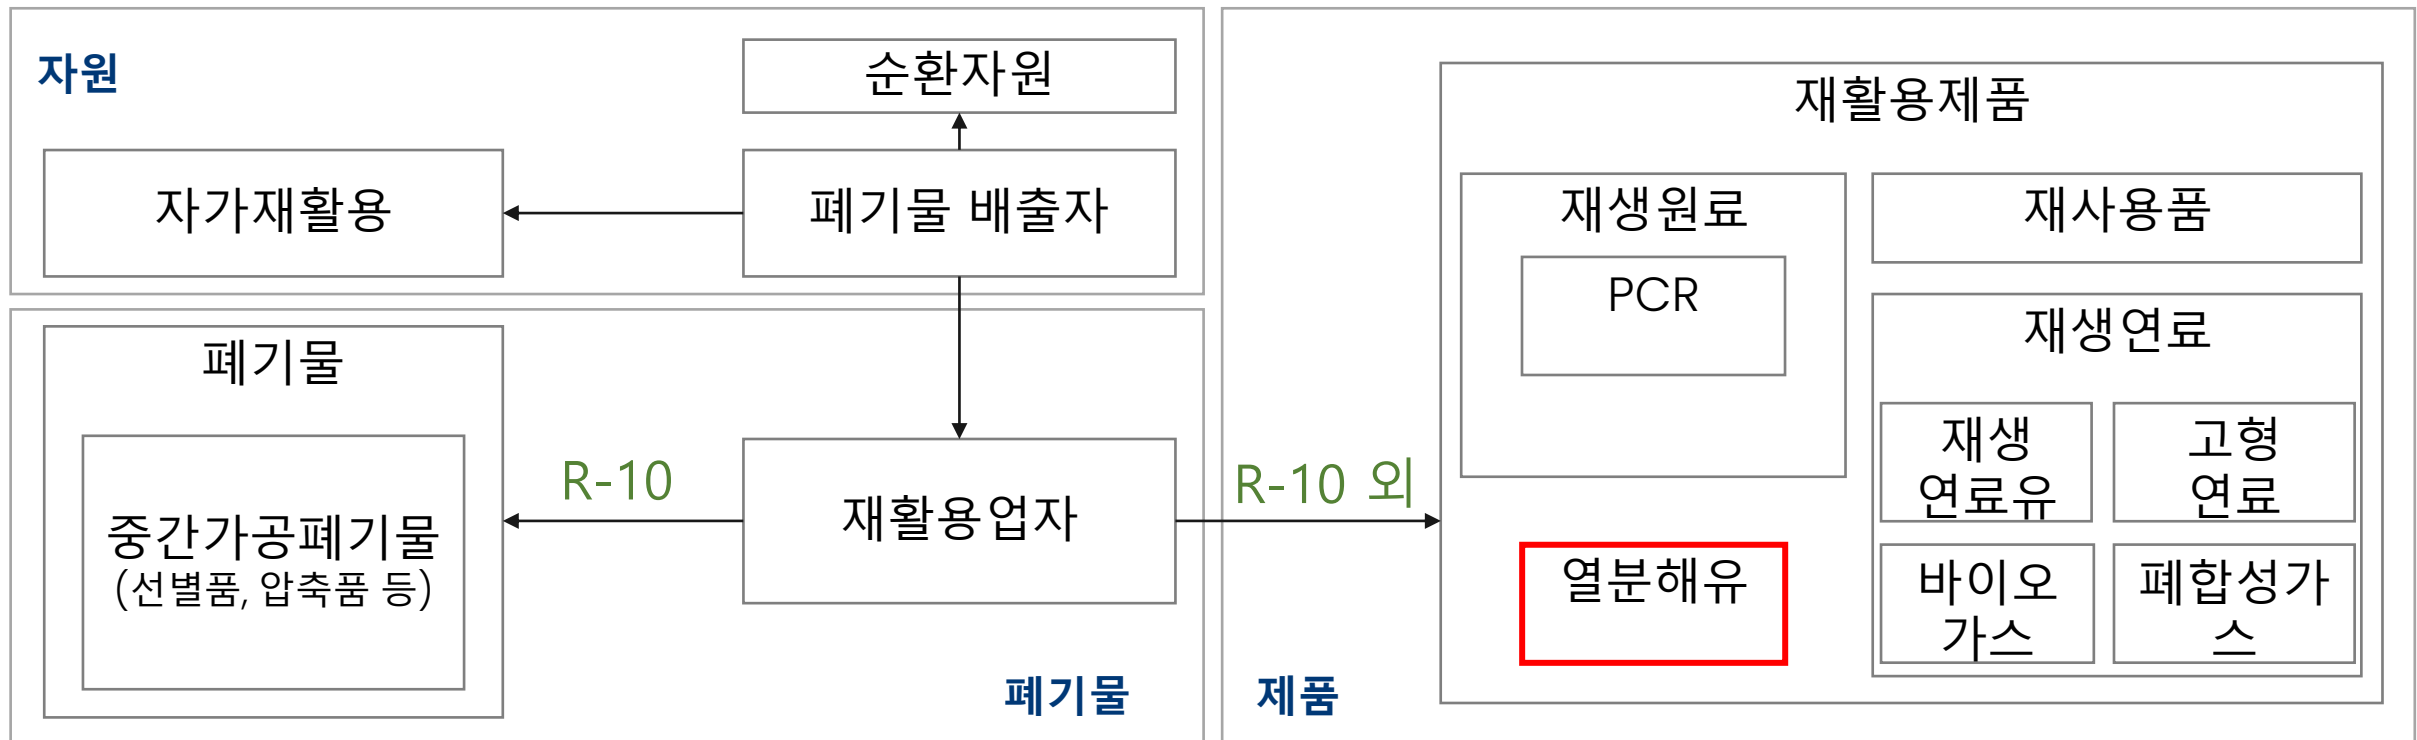 자원
순환자원
자가재활용
폐기물 배출자
폐기물
중간가공폐기물
(선별품, 압축품 등)
R-10
재활용업자
폐기물
R-10 외
제품
재활용제품
재생원료
PCR
열분해유
재사용품
재생연료
재생
연료유
고형
연료
바이오
가스
폐합성가
스